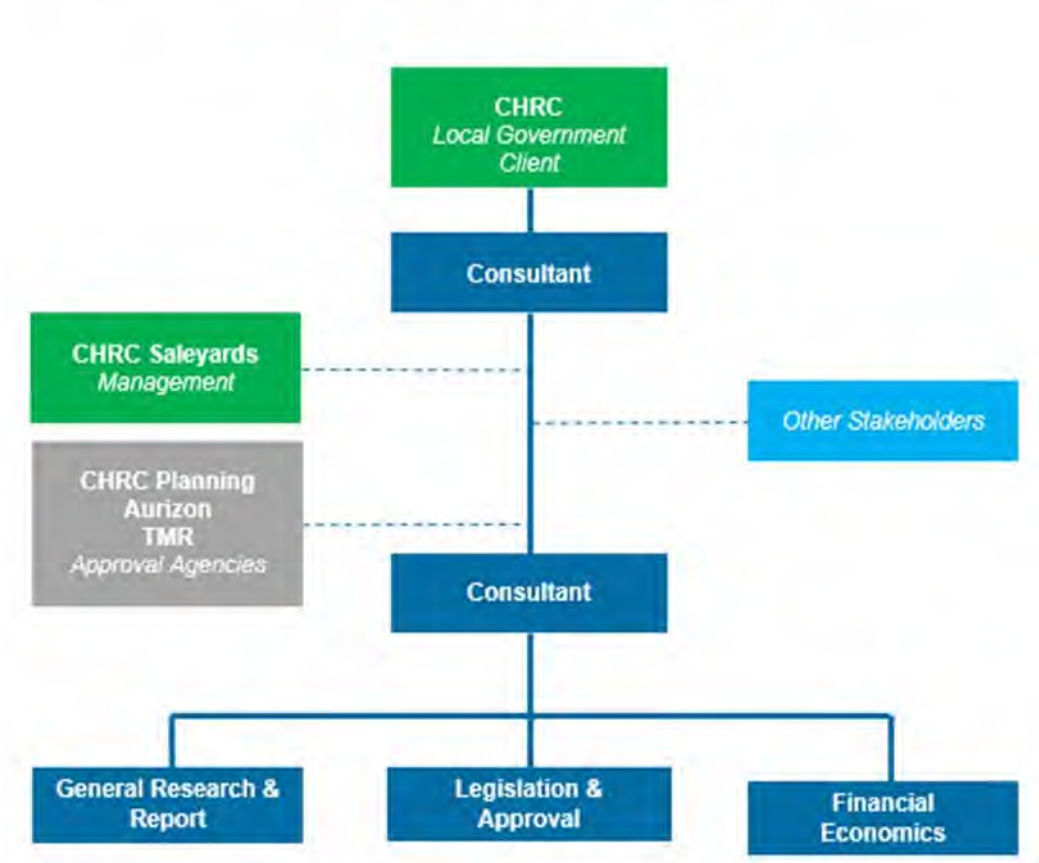 CHRC
Local Government
Client
Consultant
CHRC Saleyards
Management
Other Stakeholders
CHRC Planning
Aurizon
TMR
Approval Agencies
Consultant
General Research &
Report
Legislation &
Approval
Financial
Economics